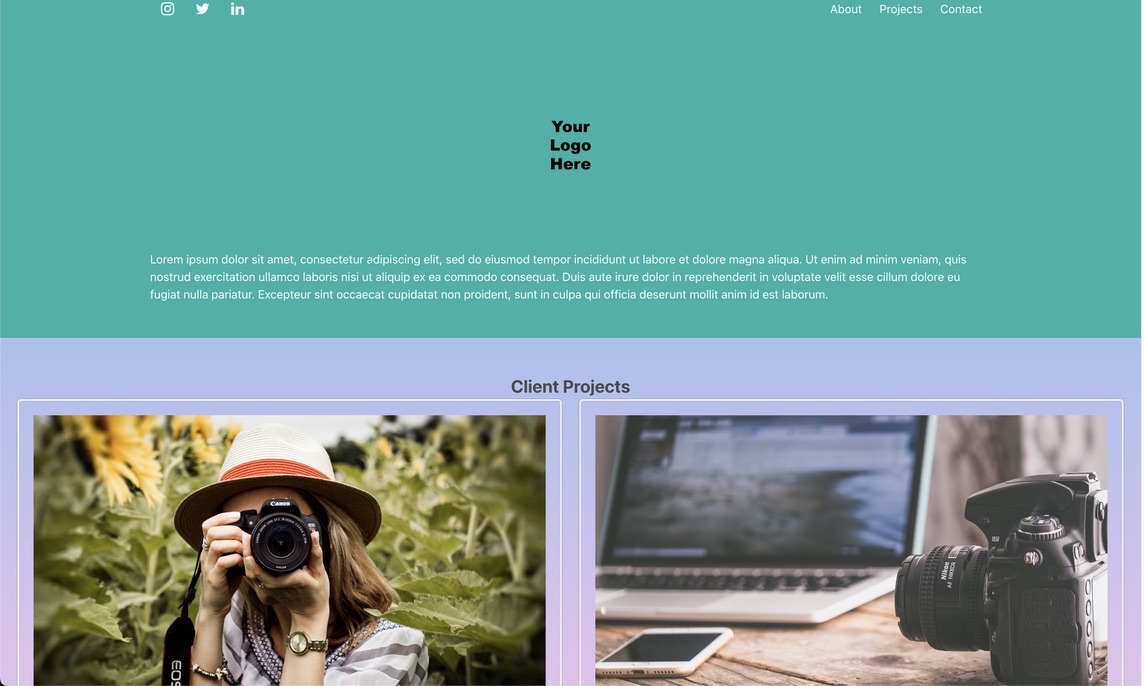 About Projects Contact
Your
Logo
Here
Lorem ipsum dolor sit amet, consectetur adipiscing elit, sed do eiusmod tempor incididunt ut labore et dolore magna aliqua. Ut enim ad minim veniam, quis
nostrud exercitation ullamco laboris nisi ut aliquip ex ea commodo consequat. Duis aute irure dolor in reprehenderit in voluptate velit esse cillum dolore eu
fugiat nulla pariatur. Excepteur sint occaecat cupidatat non proident, sunt in culpa qui officia deserunt mollit anim id est laborum.
Client Projects
Canon
EOS
Nikon
AF NIKKOR